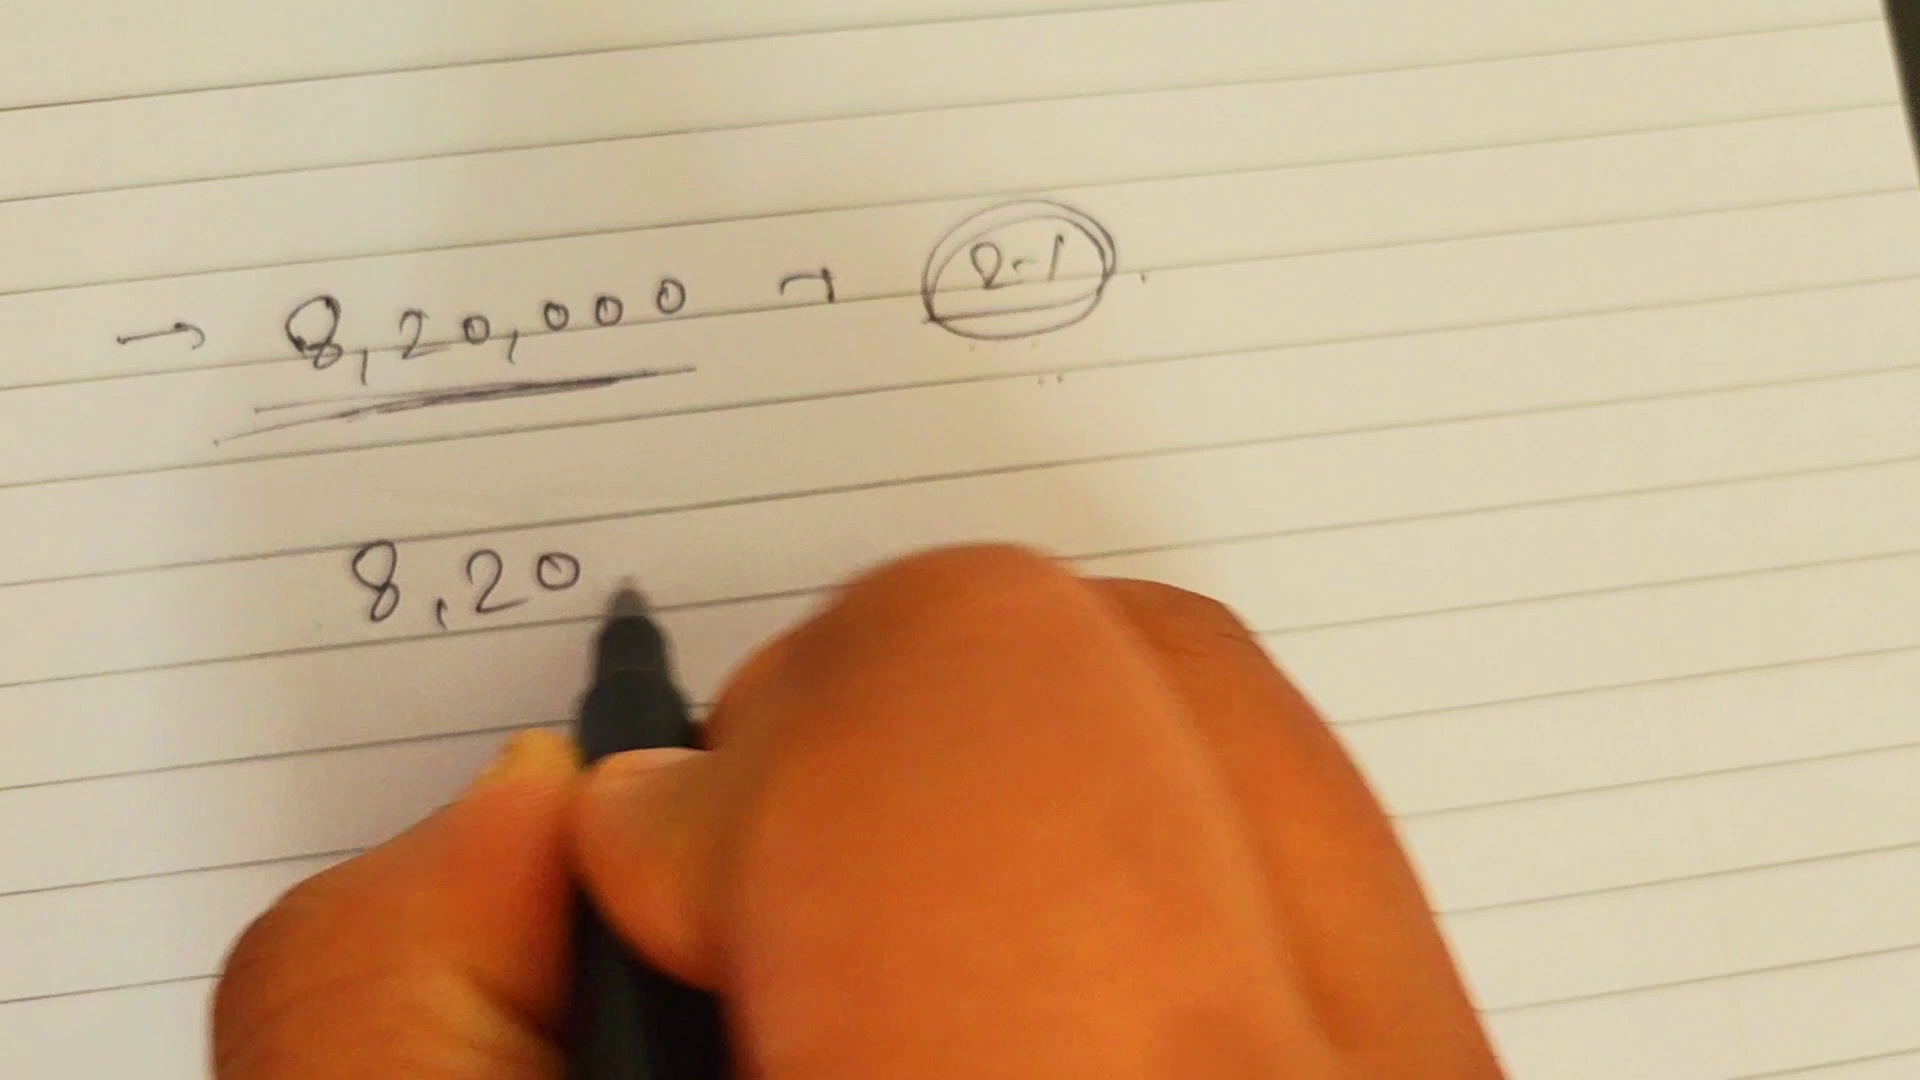 → 8,20,000 → 2.1
8,20